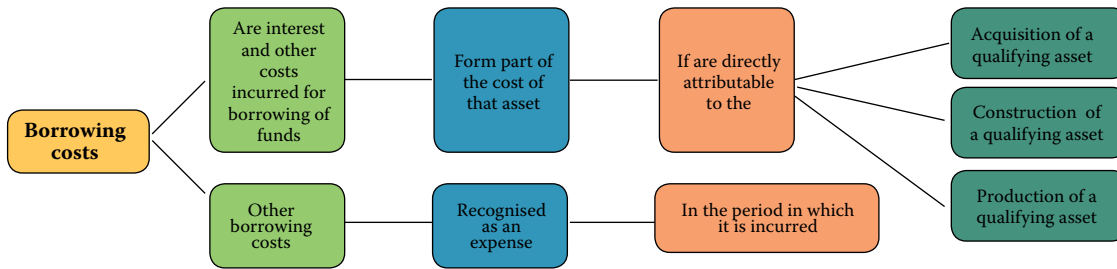 Borrowing
costs
Are interest
and other
costs
incurred for
borrowing of
funds
Form part of
the cost of
that asset
If are directly
attributable
to the
Acquisition of a
qualifying asset
Construction of
a qualifying asset
Production of a
qualifying asset
Other
borrowing
costs
Recognised
as an
expense
In the period in which
it is incurred